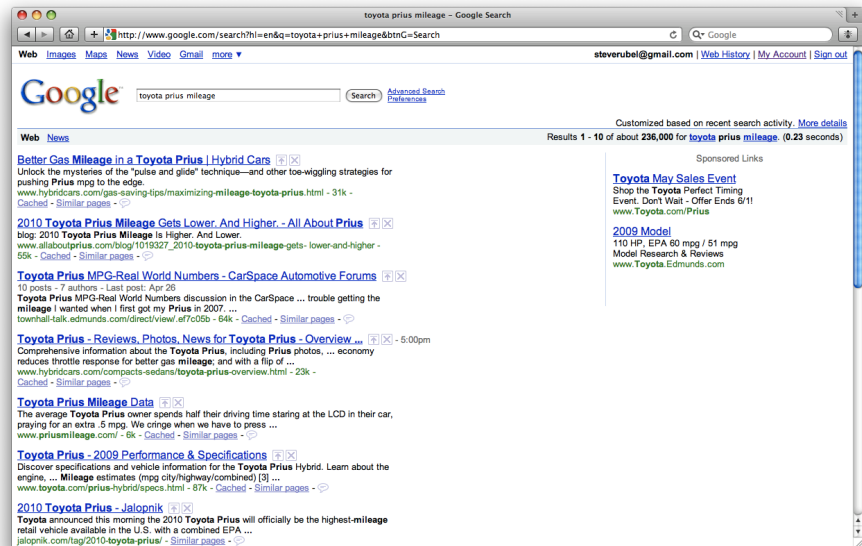 toyota prius mileage - Google Search
http://www.google.com/search?hl=en&q=toyota+prius+mileage&btnG=Search
Google
Web Images Maps News Video Gmail more ▼
steverubel@gmail.com | Web History | My Account | Sign out
Google
toyota prius mileage
Search
Advanced Search
Preferences
Customized based on recent search activity. More details
Web News
Results 1 - 10 of about 236,000 for toyota prius mileage. (0.23 seconds)
Better Gas Mileage in a Toyota Prius | Hybrid Cars
Unlock the mysteries of the "pulse and glide" technique—and other toe-wiggling strategies for
pushing Prius mpg to the edge.
www.hybridcars.com/gas-saving-tips/maximizing-mileage-toyota-prius.html - 31k -
Cached - Similar pages -
2010 Toyota Prius Mileage Gets Lower. And Higher. - All About Prius
blog: 2010 Toyota Prius Mileage Is Higher. And Lower.
www.allaboutprius.com/blog/1019327_2010-toyota-prius-mileage-gets- lower-and-higher -
55k - Cached - Similar pages -
Toyota Prius MPG-Real World Numbers - CarSpace Automotive Forums
10 posts - 7 authors - Last post: Apr 26
Toyota Prius MPG-Real World Numbers discussion in the CarSpace ... trouble getting the
mileage I wanted when I first got my Prius in 2007. ...
townhall-talk.edmunds.com/direct/view/.ef7c05b - 64k - Cached - Similar pages -
Toyota Prius - Reviews, Photos, News for Toyota Prius - Overview ... - 5:00pm
Comprehensive information about the Toyota Prius, including Prius photos, ... economy
reduces throttle response for better gas mileage; and with a flip of ...
www.hybridcars.com/compacts-sedans/toyota-prius-overview.html - 23k -
Cached - Similar pages -
Toyota Prius Mileage Data
The average Toyota Prius owner spends half their driving time staring at the LCD in their car,
praying for an extra .5 mpg. We cringe when we have to press ...
www.priusmileage.com/ - 6k - Cached - Similar pages -
Toyota Prius - 2009 Performance & Specifications
Discover specifications and vehicle information for the Toyota Prius Hybrid. Learn about the
engine, ... Mileage estimates (mpg city/highway/combined) [3] ...
www.toyota.com/prius-hybrid/specs.html - 87k - Cached - Similar pages -
2010 Toyota Prius - Jalopnik
Toyota announced this morning the 2010 Toyota Prius will officially be the highest-mileage
retail vehicle available in the U.S. with a combined EPA ...
jalopnik.com/tag/2010-toyota-prius/ - Similar pages -
Sponsored Links
Toyota May Sales Event
Shop the Toyota Perfect Timing
Event. Don't Wait - Offer Ends 6/1!
www.Toyota.com/Prius
2009 Model
110 HP, EPA 60 mpg / 51 mpg
Model Research & Reviews
www.Toyota.Edmunds.com